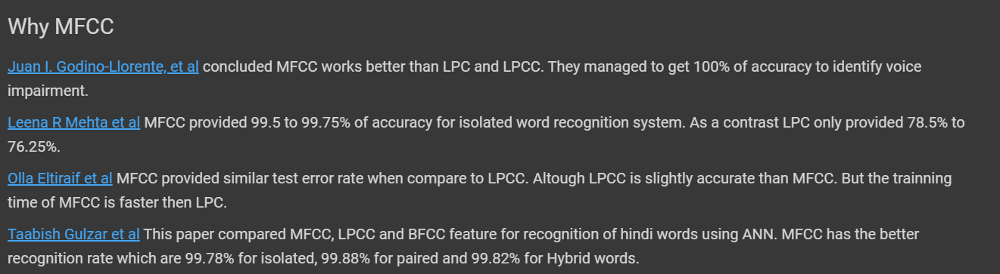 Why MFCC
Juan I. Godino-Llorente, et al concluded MFCC works better than LPC and LPCC. They managed to get 100% of accuracy to identify voice
impairment.
Leena R Mehta et al MFCC provided 99.5 to 99.75% of accuracy for isolated word recognition system. As a contrast LPC only provided 78.5% to
76.25%.
Olla Eltiraif et al MFCC provided similar test error rate when compare to LPCC. Altough LPCC is slightly accurate than MFCC. But the trainning
time of MFCC is faster then LPC.
Taabish Gulzar et al This paper compared MFCC, LPCC and BFCC feature for recognition of hindi words using ANN. MFCC has the better
recognition rate which are 99.78% for isolated, 99.88% for paired and 99.82% for Hybrid words.